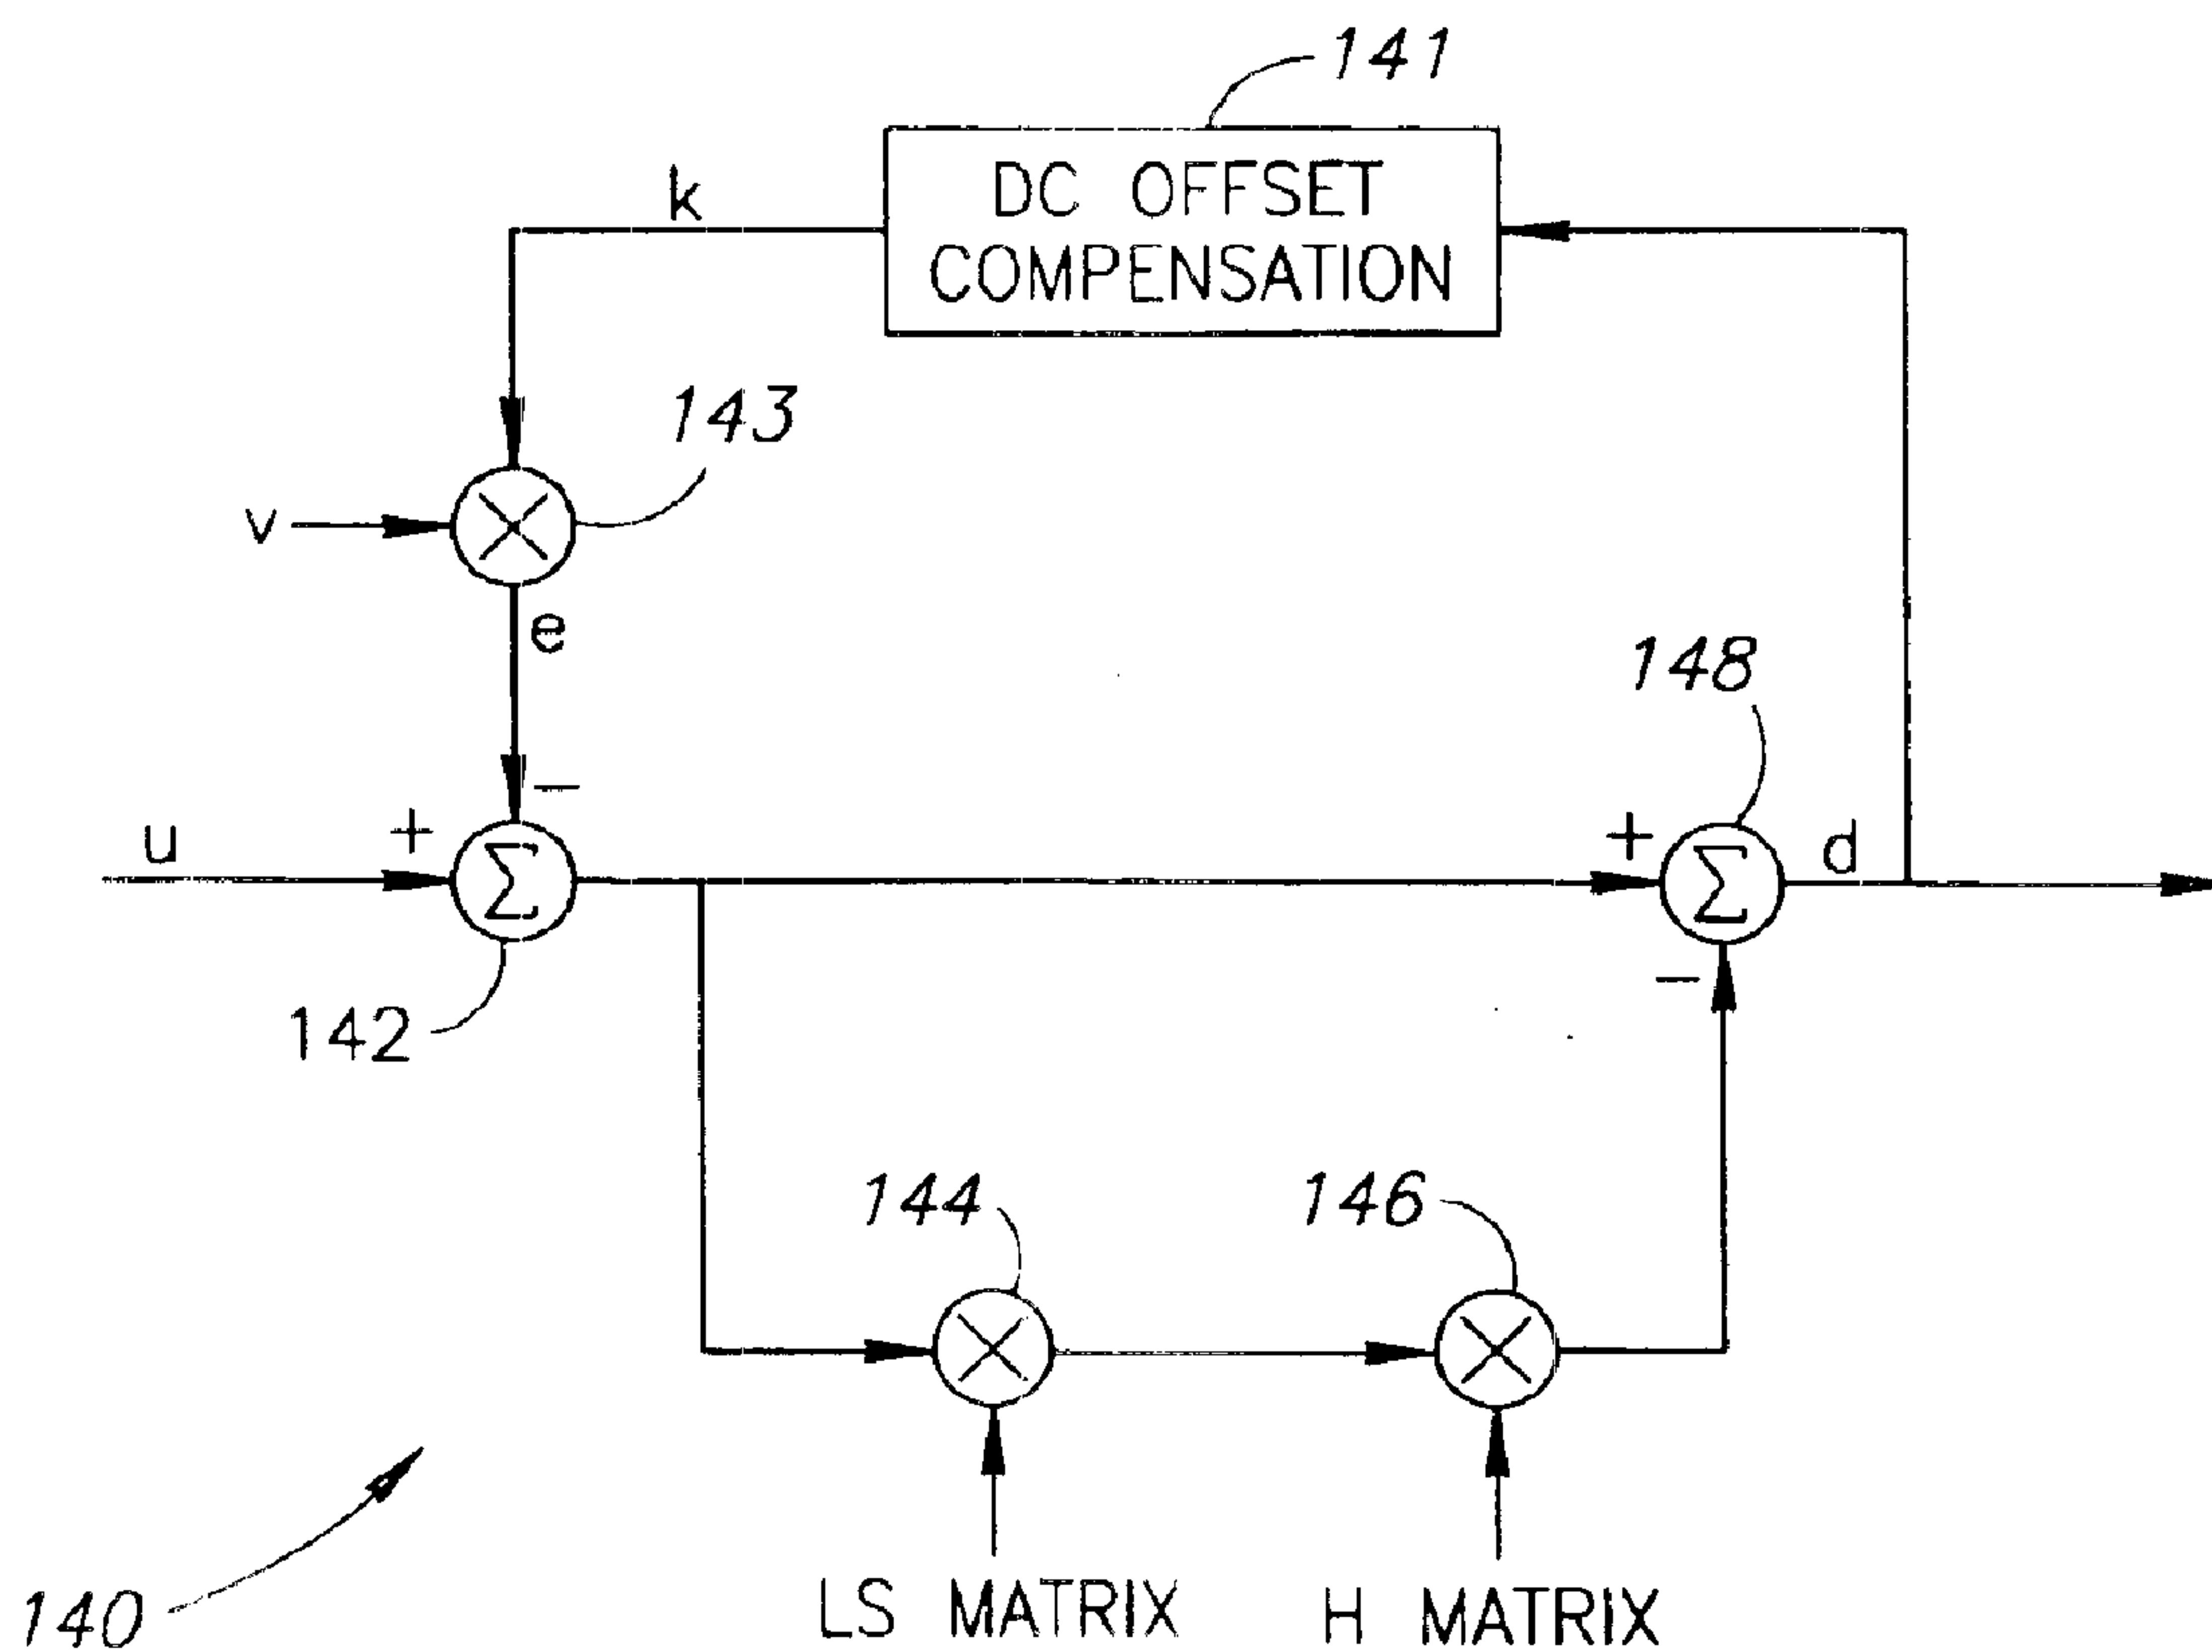 141
DC OFFSET
COMPENSATION
k
143
v
e
148
−
u
+
Σ
+
Σ
d
−
142
144
146
140
LS MATRIX
H MATRIX